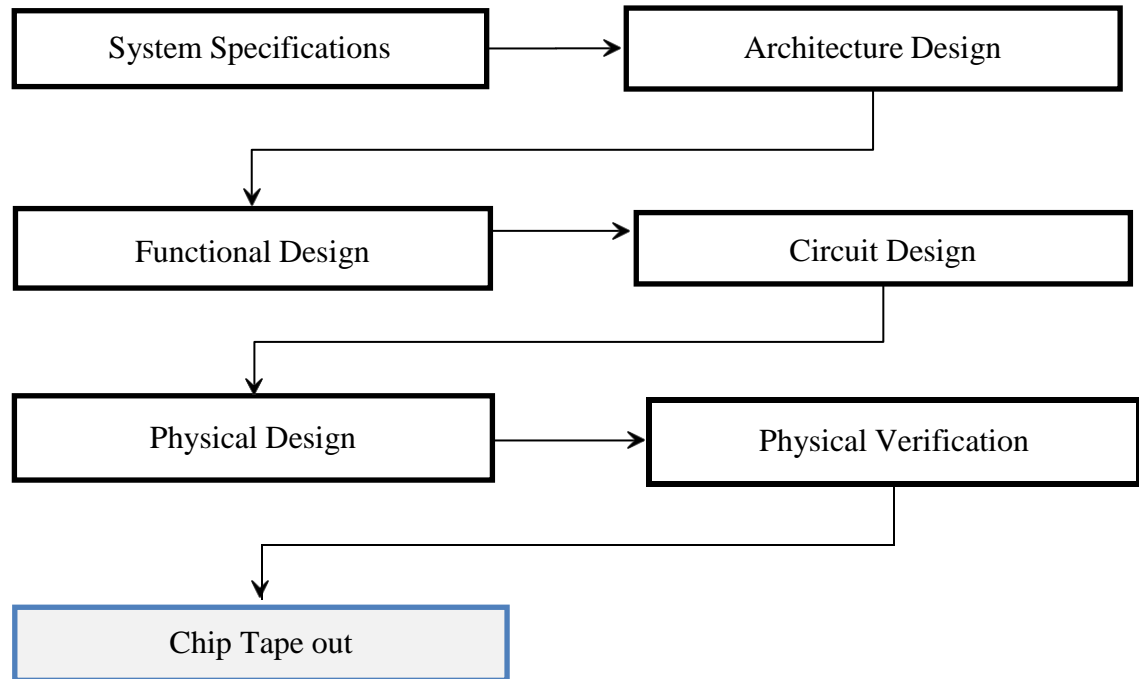 System Specifications
Architecture Design
Functional Design
Circuit Design
Physical Design
Physical Verification
Chip Tape out